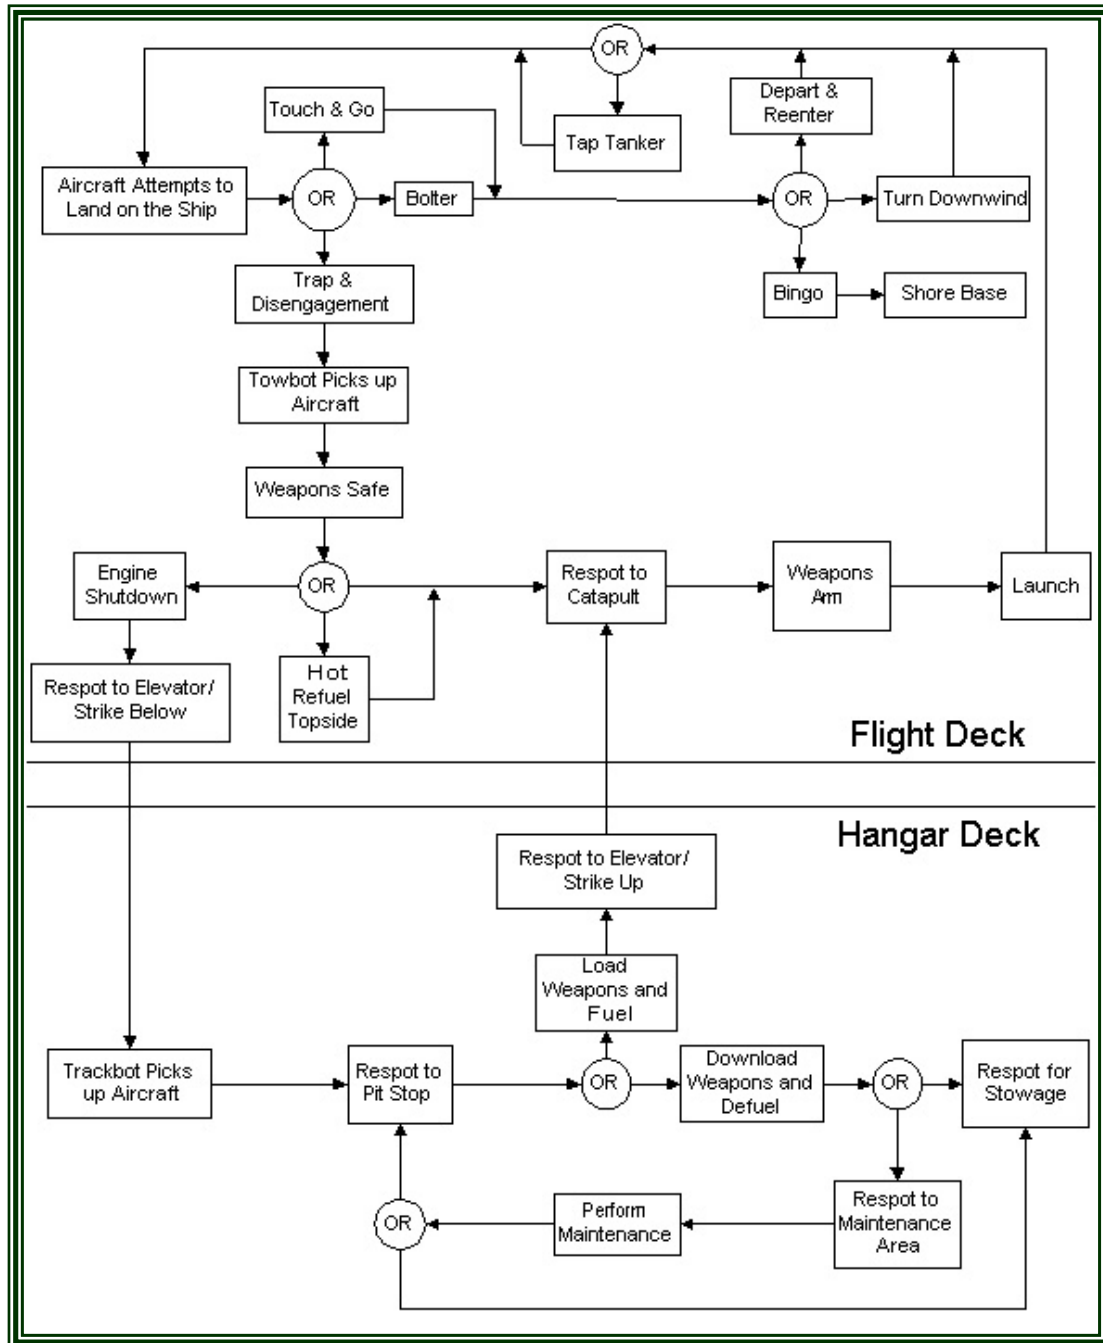 OR
Touch & Go
Depart &
Reenter
Tap Tanker
Aircraft Attempts to
Land on the Ship
OR
Bolter
OR
Turn Downwind
Trap &
Disengagement
Bingo
Shore Base
Towbot Picks up
Aircraft
Weapons Safe
Engine
Shutdown
OR
Respot to
Catapult
Weapons
Arm
Launch
Respot to Elevator/
Strike Below
Hot
Refuel
Topside
Flight Deck
Hangar Deck
Respot to Elevator/
Strike Up
Load
Weapons and
Fuel
Trackbot Picks
up Aircraft
Respot to
Pit Stop
OR
Download
Weapons and
Defuel
OR
Respot for
Stowage
OR
Perform
Maintenance
Respot to
Maintenance
Area